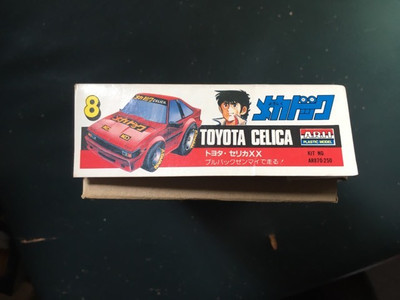 8
メカドック
TOYOTA CELICA
ARII
PLASTIC MODEL
トヨタ・セリカXX
プルバックゼンマイで走る!
KIT NO.